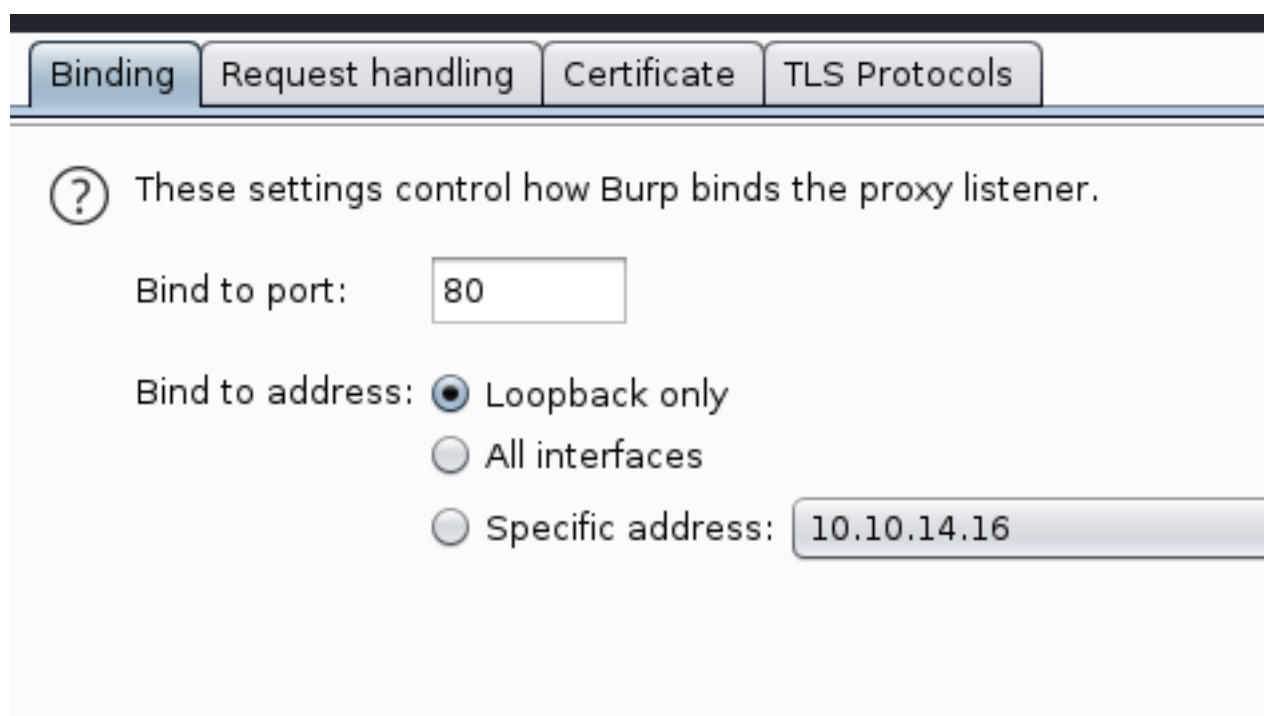 Binding Request handling Certificate TLS Protocols
? These settings control how Burp binds the proxy listener.
Bind to port: 80
Bind to address: Loopback only
All interfaces
Specific address: 10.10.14.16